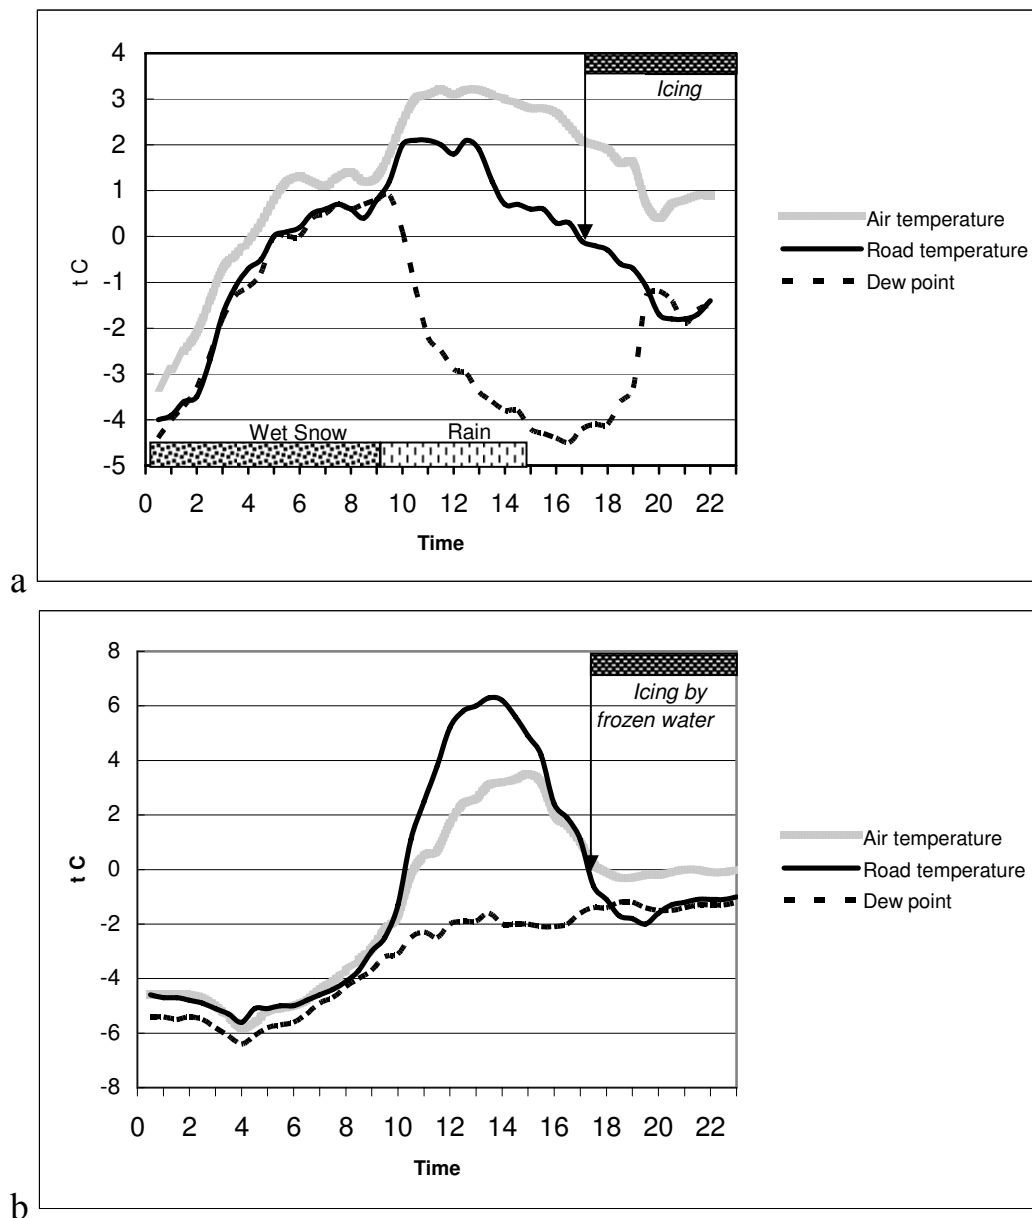 4
3
2
1
0
-1
-2
-3
-4
-5
t C
Icing
Wet Snow
Rain
0 2 4 6 8 10 12 14 16 18 20 22
Time
Air temperature
Road temperature
Dew point
a
8
6
4
2
0
-2
-4
-6
-8
t C
Icing by
frozen water
0 2 4 6 8 10 12 14 16 18 20 22
Time
Air temperature
Road temperature
Dew point
b